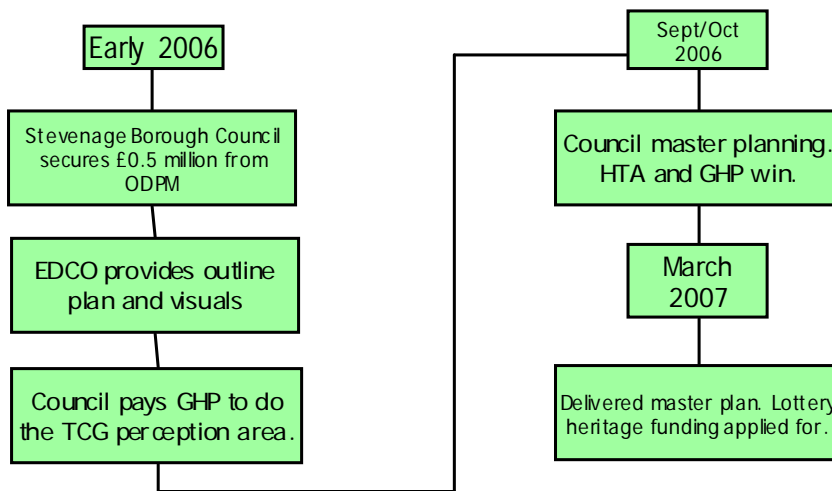 Early 2006
Stevenage Borough Council
secures £0.5 million from
ODPM
EDCO provides outline
plan and visuals
Council pays GHP to do
the TCG perception area.
Sept/Oct
2006
Council master planning.
HTA and GHP win.
March
2007
Delivered master plan. Lottery
heritage funding applied for.